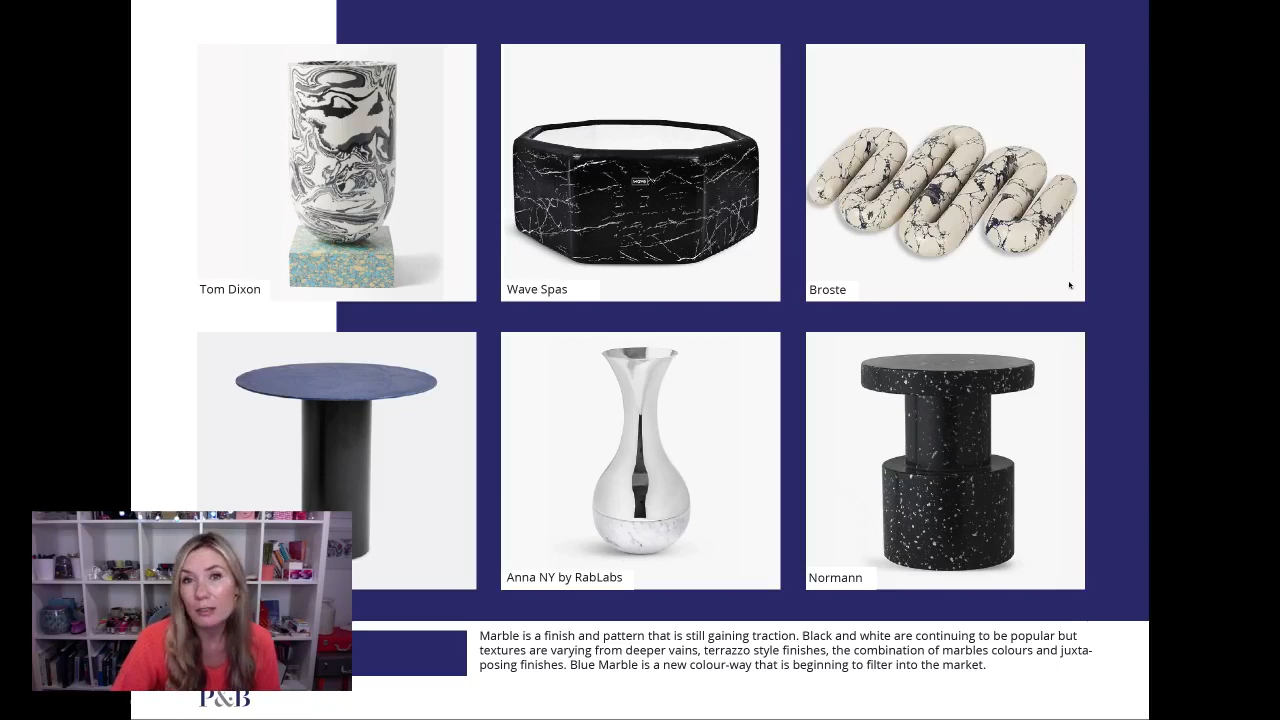 Tom Dixon
Wave Spas
Broste
Anna NY by RabLabs
Normann
Marble is a finish and pattern that is still gaining traction. Black and white are continuing to be popular but
textures are varying from deeper vains, terrazzo style finishes, the combination of marbles colours and juxta-
posing finishes. Blue Marble is a new colour-way that is beginning to filter into the market.
P&B